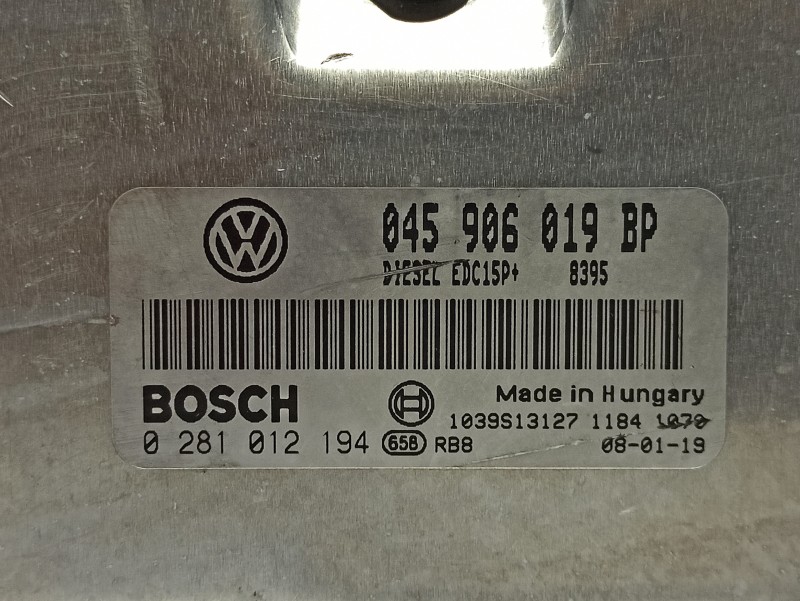 045 906 019 BP
DIESEL EDC15P+ 8395
BOSCH
Made in Hungary
1039S13127 1184 1070
0 281 012 194 658 RB8 08-01-19